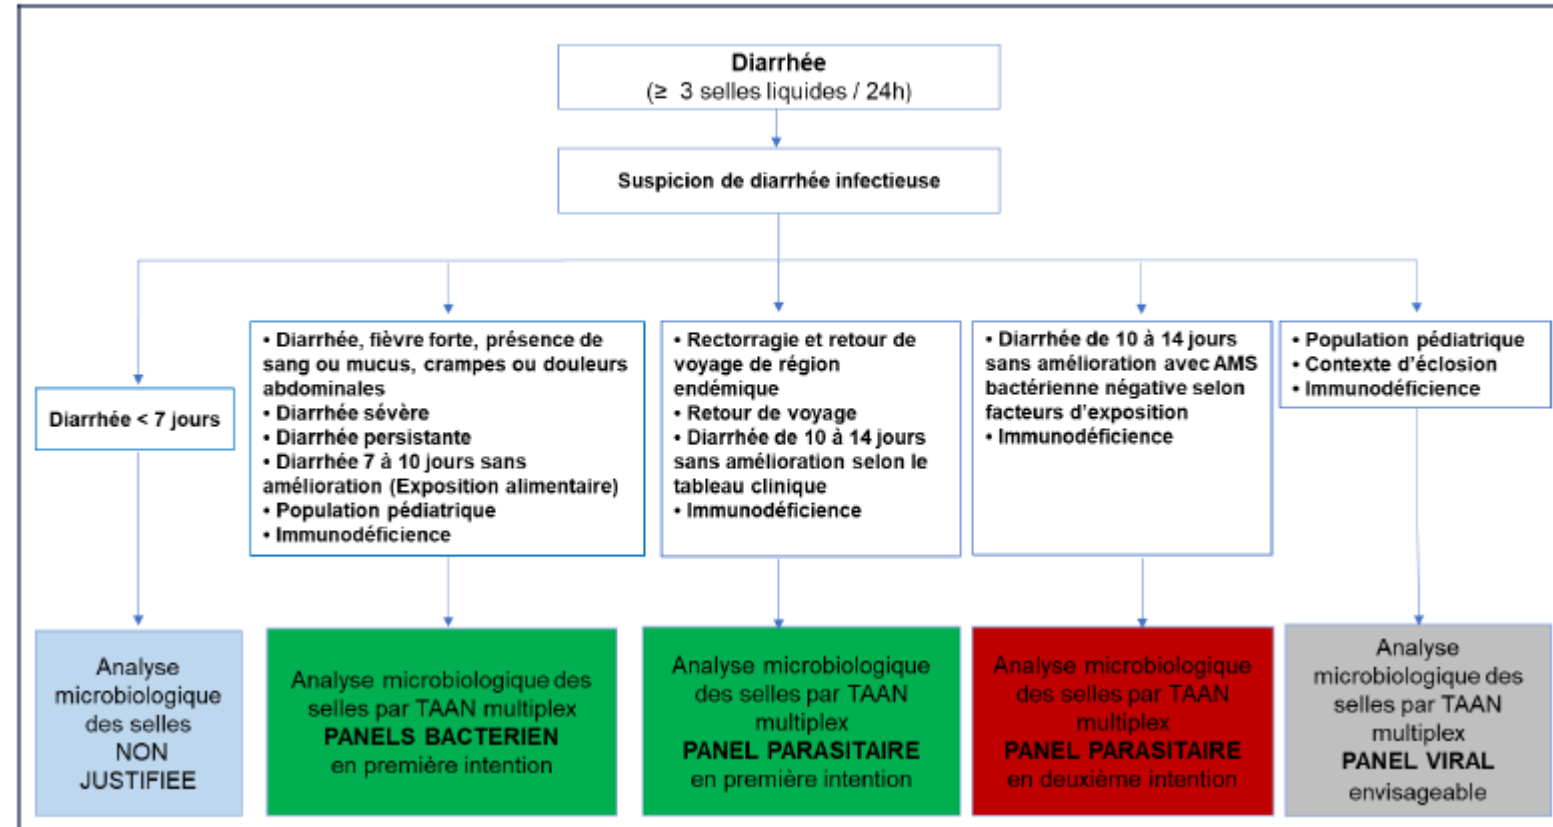 Diarrhée
(≥ 3 selles liquides / 24h)
Suspicion de diarrhée infectieuse
Diarrhée < 7 jours
• Diarrhée, fièvre forte, présence de
sang ou mucus, crampes ou douleurs
abdominales
• Diarrhée sévère
• Diarrhée persistante
• Diarrhée 7 à 10 jours sans
amélioration (Exposition alimentaire)
• Population pédiatrique
• Immunodéficience
• Rectorragie et retour de
voyage de région
endémique
• Retour de voyage
• Diarrhée de 10 à 14 jours
sans amélioration selon le
tableau clinique
• Immunodéficience
• Diarrhée de 10 à 14 jours
sans amélioration avec AMS
bactérienne négative selon
facteurs d'exposition
• Immunodéficience
• Population pédiatrique
• Contexte d'éclosion
• Immunodéficience
Analyse
microbiologique
des selles
NON
JUSTIFIEE
Analyse microbiologique des
selles par TAAN multiplex
PANELS BACTERIEN
en première intention
Analyse microbiologique
des selles par TAAN
multiplex
PANEL PARASITAIRE
en première intention
Analyse microbiologique
des selles par TAAN
multiplex
PANEL PARASITAIRE
en deuxième intention
Analyse
microbiologique des
selles par TAAN
multiplex
PANEL VIRAL
envisageable